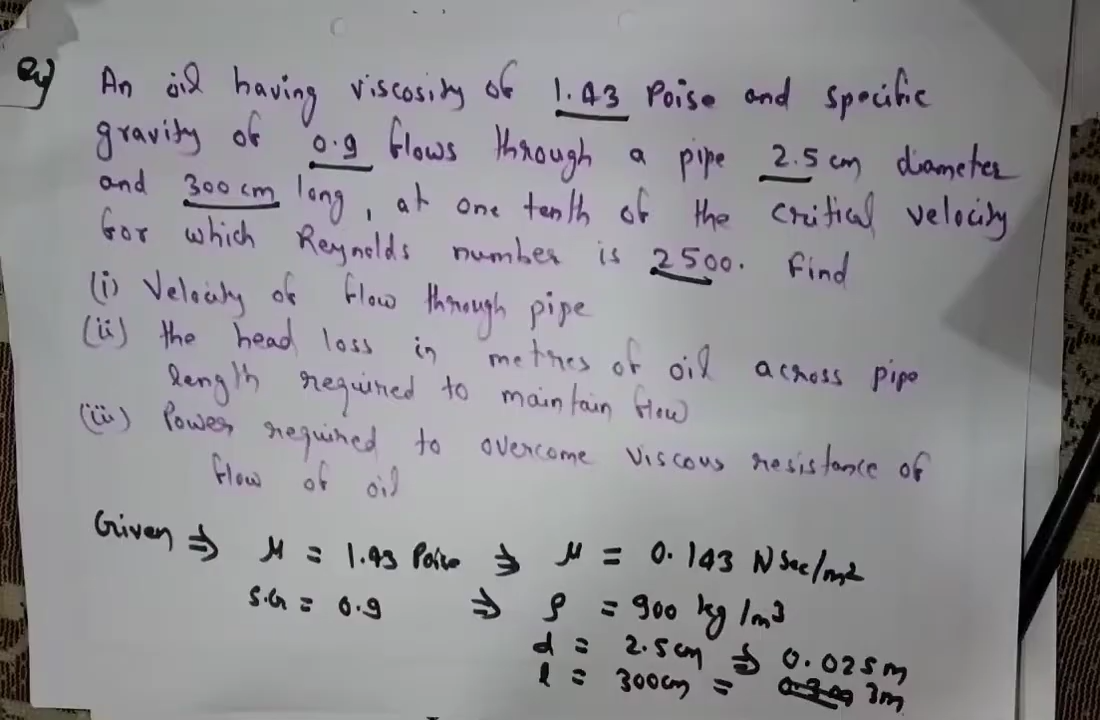 Q4) An oil having viscosity of 1.43 Poise and specific
gravity of 0.9 flows through a pipe 2.5 cm diameter
and 300 cm long, at one tenth of the critical velocity
for which Reynolds number is 2500. Find
(i) Velocity of flow through pipe
(ii) the head loss in metres of oil across pipe
length required to maintain flow
(iii) Power required to overcome viscous resistance of
flow of oil
Given ⇒ μ = 1.43 Poise ⇒ μ = 0.143 N sec/m²
S.G = 0.9 ⇒ ρ = 900 kg/m³
d = 2.5 cm ⇒ 0.025 m
l = 300 cm = 3m